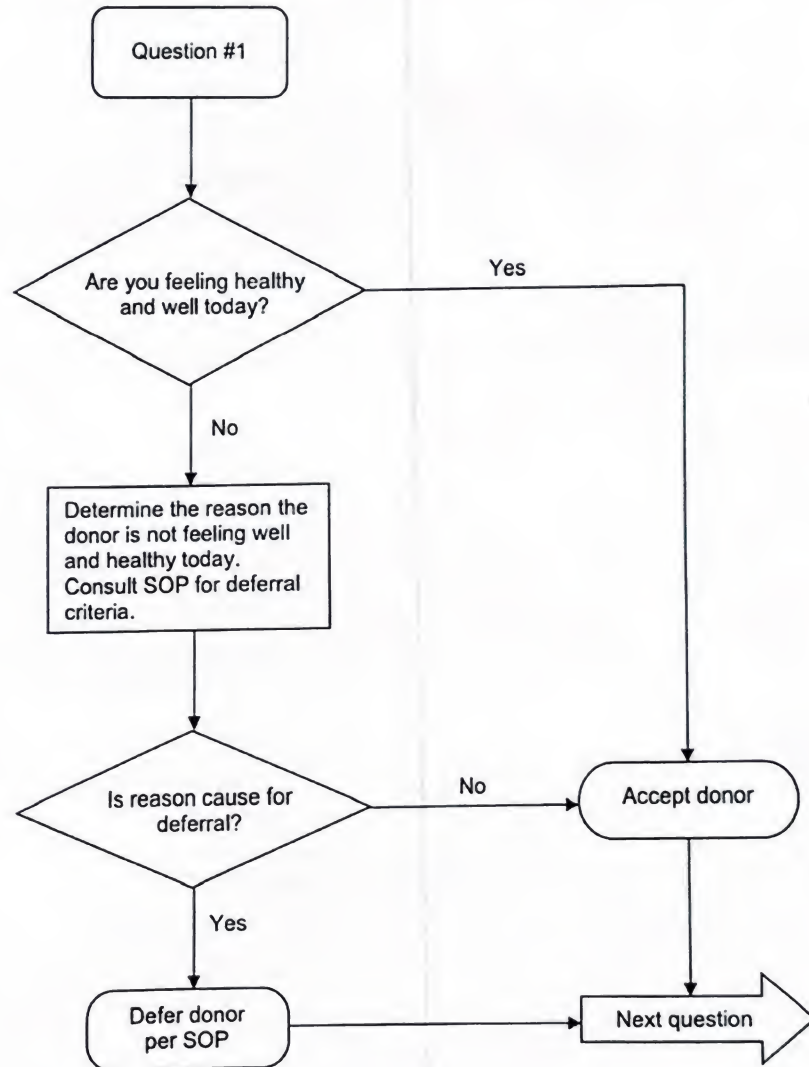 Question #1
Are you feeling healthy
and well today?
Yes
No
Determine the reason the
donor is not feeling well
and healthy today.
Consult SOP for deferral
criteria.
Is reason cause for
deferral?
No
Accept donor
Yes
Defer donor
per SOP
Next question